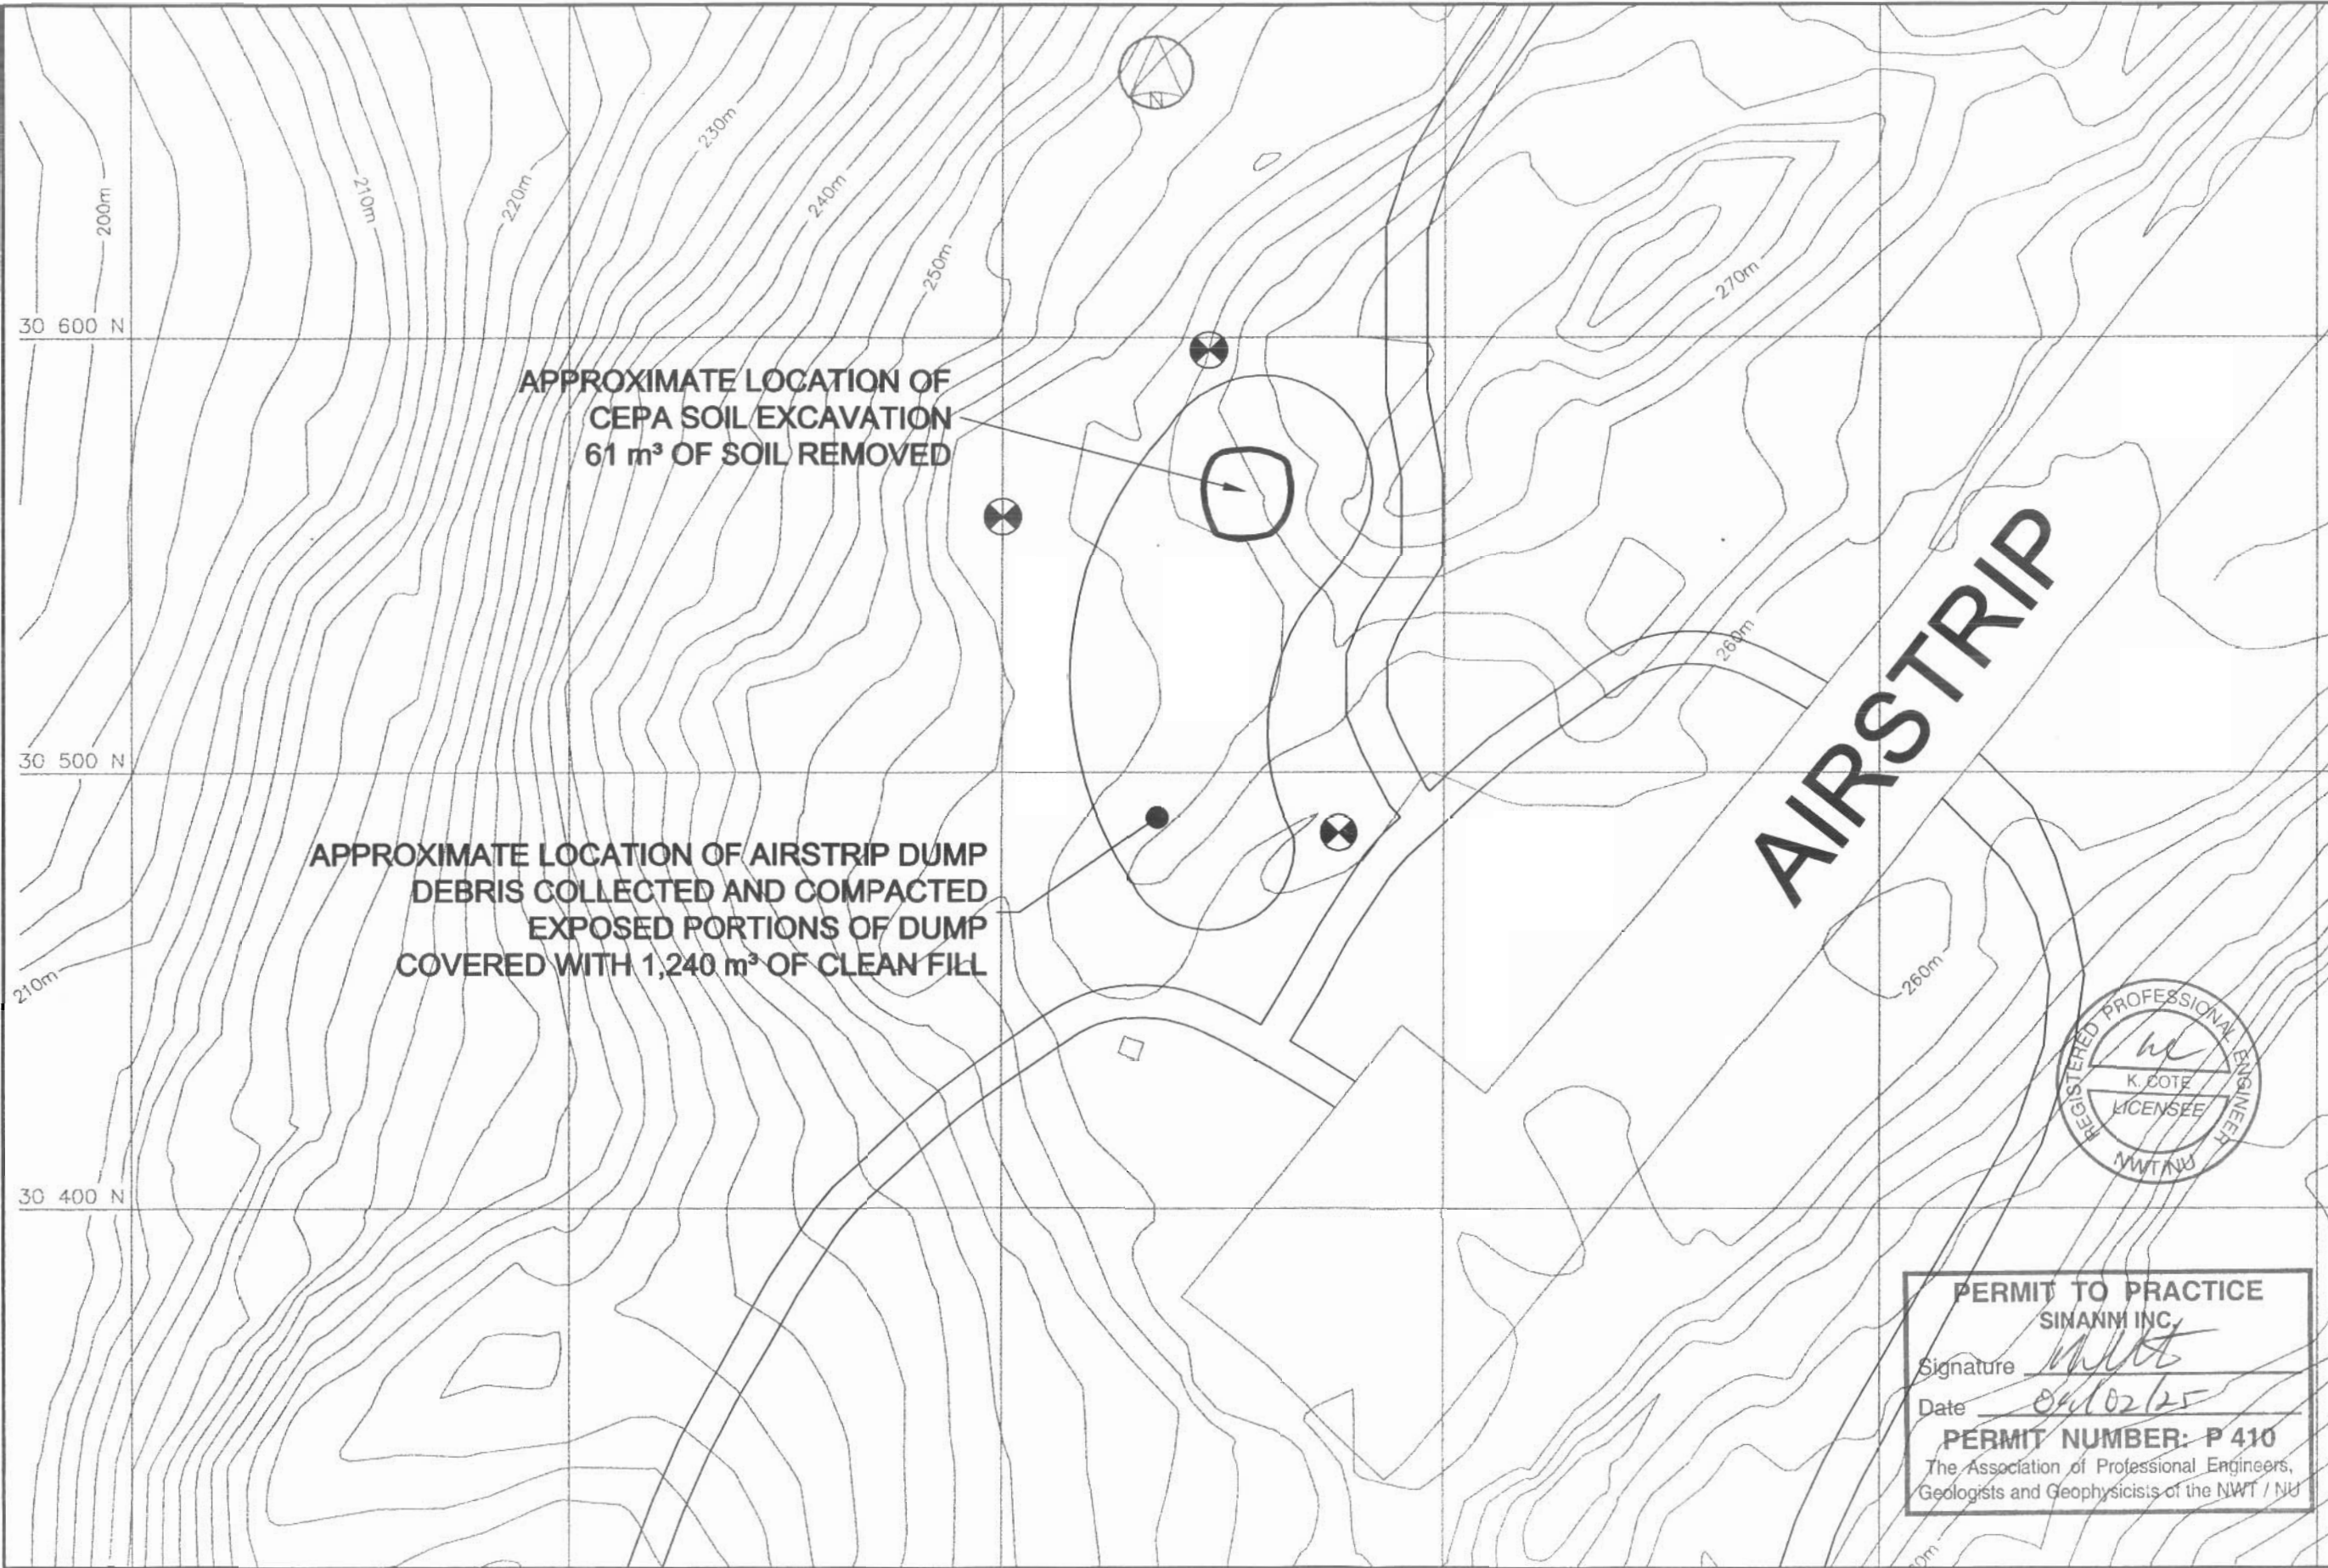 N
200m
210m
220m
230m
240m
250m
270m
30 600 N
APPROXIMATE LOCATION OF
CEPA SOIL EXCAVATION
61 m³ OF SOIL REMOVED
AIRSTRIP
260m
30 500 N
APPROXIMATE LOCATION OF AIRSTRIP DUMP
DEBRIS COLLECTED AND COMPACTED
EXPOSED PORTIONS OF DUMP
COVERED WITH 1,240 m³ OF CLEAN FILL
210m
260m
REGISTERED PROFESSIONAL ENGINEER
K. COTE
LICENSEE
NWT/NU
30 400 N
PERMIT TO PRACTICE
SINANNI INC.
Signature
Date 04/02/25
PERMIT NUMBER: P 410
The Association of Professional Engineers,
Geologists and Geophysicists of the NWT / NU